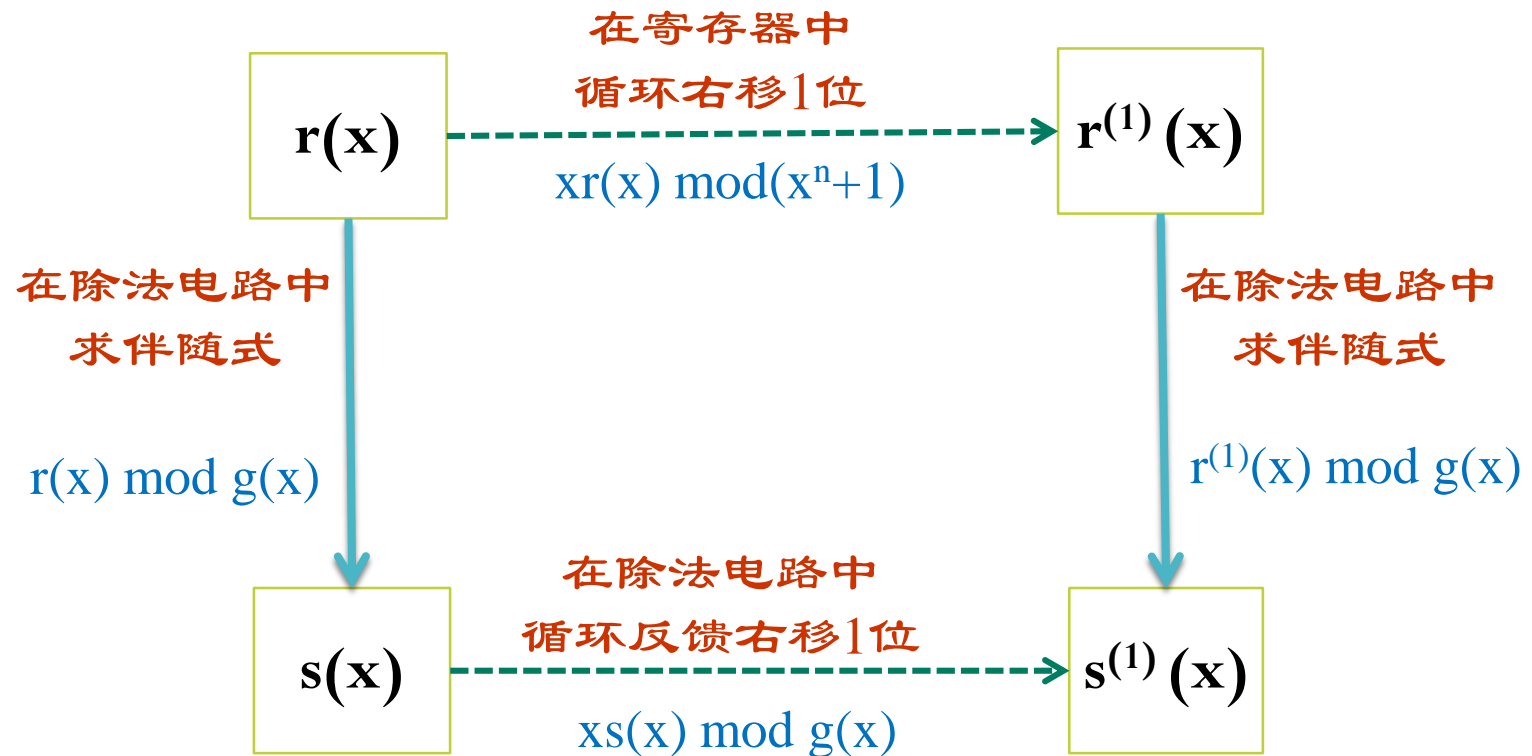 在寄存器中
循环右移1位
r(x)
r⁽¹⁾(x)
xr(x) mod(xⁿ+1)
在除法电路中
求伴随式
在除法电路中
求伴随式
r(x) mod g(x)
r⁽¹⁾(x) mod g(x)
在除法电路中
循环反馈右移1位
s(x)
s⁽¹⁾(x)
xs(x) mod g(x)